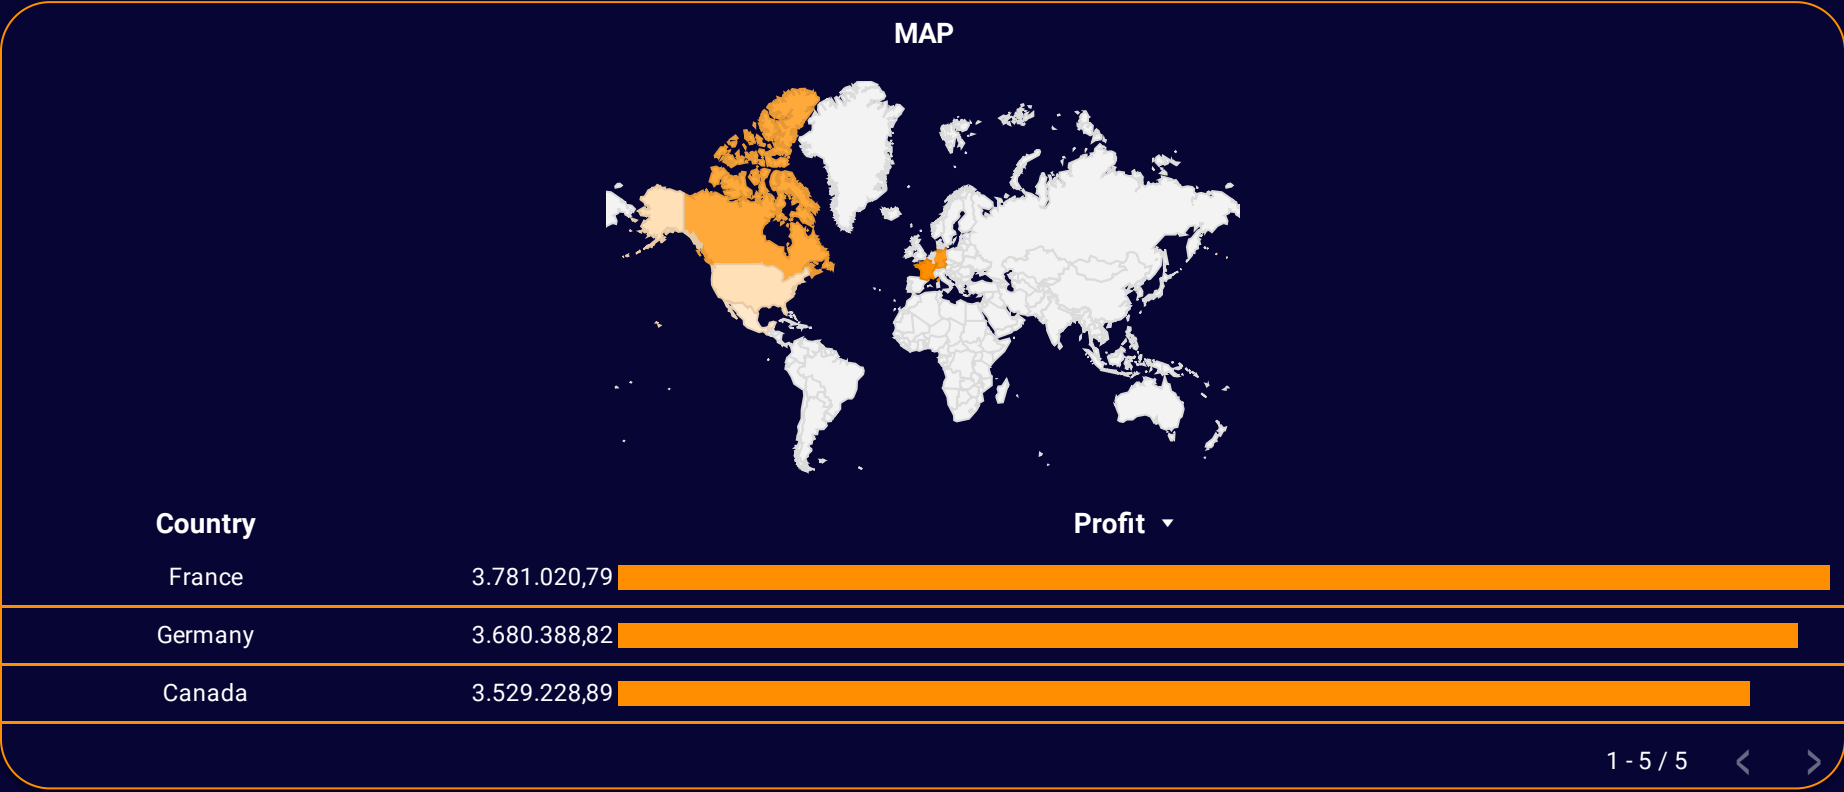 MAP
Country Profit
France 3.781.020,79
Germany 3.680.388,82
Canada 3.529.228,89
1 - 5 / 5